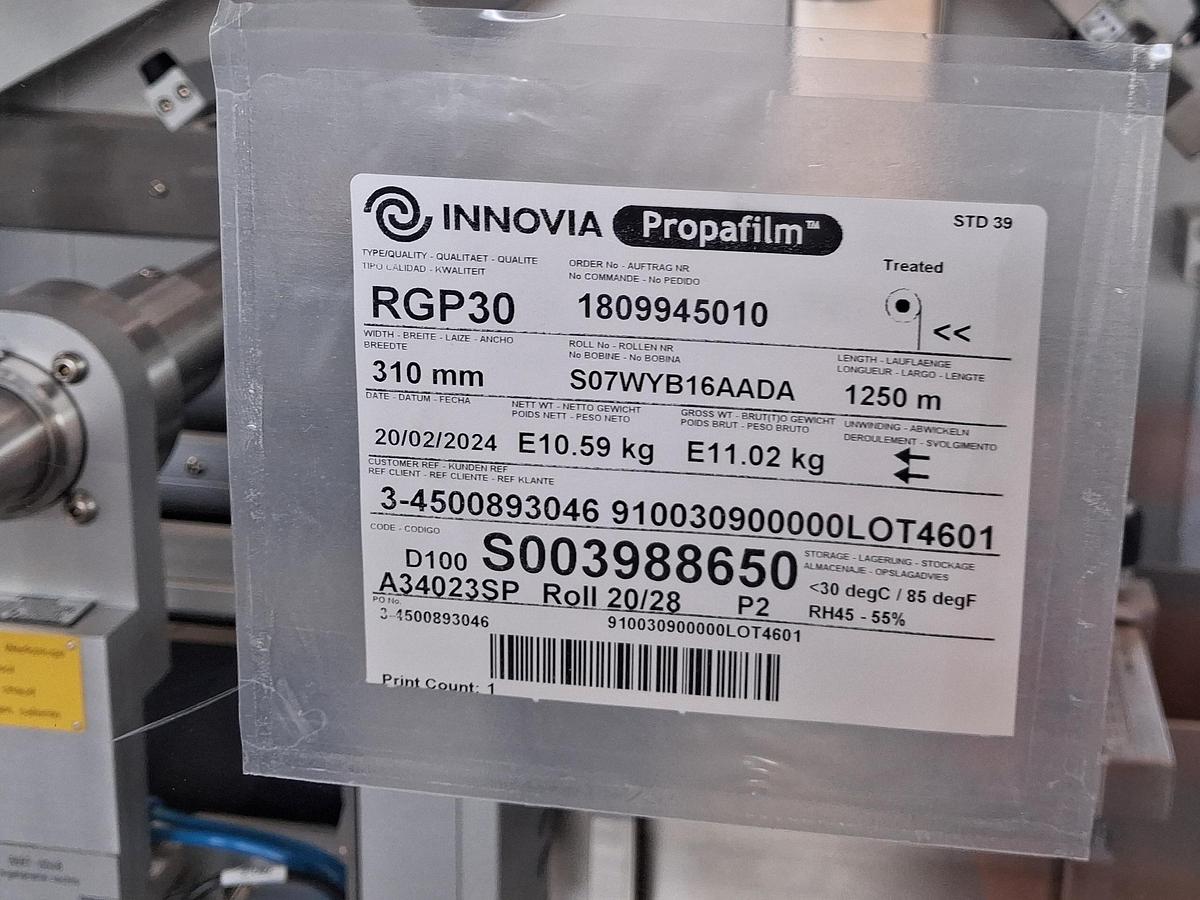 INNOVIA Propafilm™ STD 39
TYPE/QUALITY - QUALITAET - QUALITE
TIPO CALIDAD - KWALITEIT
ORDER No - AUFTRAG NR
No COMMANDE - No PEDIDO
Treated
RGP30 1809945010
<<
WIDTH - BREITE - LAIZE - ANCHO
BREEDTE
ROLL No - ROLLEN NR
No BOBINE - No BOBINA
LENGTH - LAUFLAENGE
LONGUEUR - LARGO - LENGTE
310 mm S07WYB16AADA 1250 m
DATE - DATUM - FECHA
NETT WT - NETTO GEWICHT
POIDS NETT - PESO NETO
GROSS WT - BRUT(T)O GEWICHT
POIDS BRUT - PESO BRUTO
UNWINDING - ABWICKELN
DEROULEMENT - SVOLGIMENTO
20/02/2024 E10.59 kg E11.02 kg
CUSTOMER REF - KUNDEN REF
REF CLIENT - REF CLIENTE - REF KLANTE
3-4500893046 910030900000LOT4601
CODE - CODIGO
D100 S003988650
STORAGE - LAGERUNG - STOCKAGE
ALMACENAJE - OPSLAGADVIES
<30 degC / 85 degF
RH45 - 55%
A34023SP Roll 20/28 P2
PO No.
3-4500893046 910030900000LOT4601
Print Count: 1